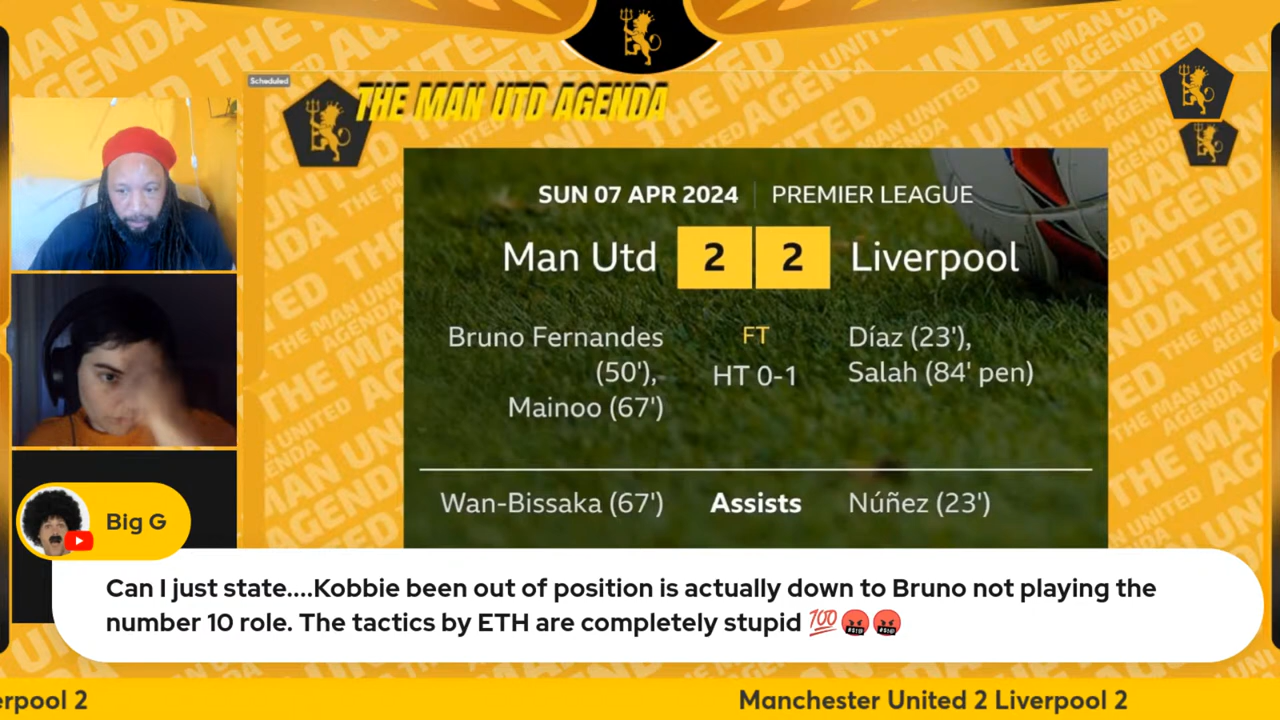 Scheduled
THE MAN UTD AGENDA
SUN 07 APR 2024 | PREMIER LEAGUE
Man Utd 2 2 Liverpool
Bruno Fernandes FT Díaz (23'),
(50'), HT 0-1 Salah (84' pen)
Mainoo (67')
Wan-Bissaka (67') Assists Núñez (23')
Big G
Can I just state....Kobbie been out of position is actually down to Bruno not playing the
number 10 role. The tactics by ETH are completely stupid 💯🤬🤬
erpool 2 Manchester United 2 Liverpool 2